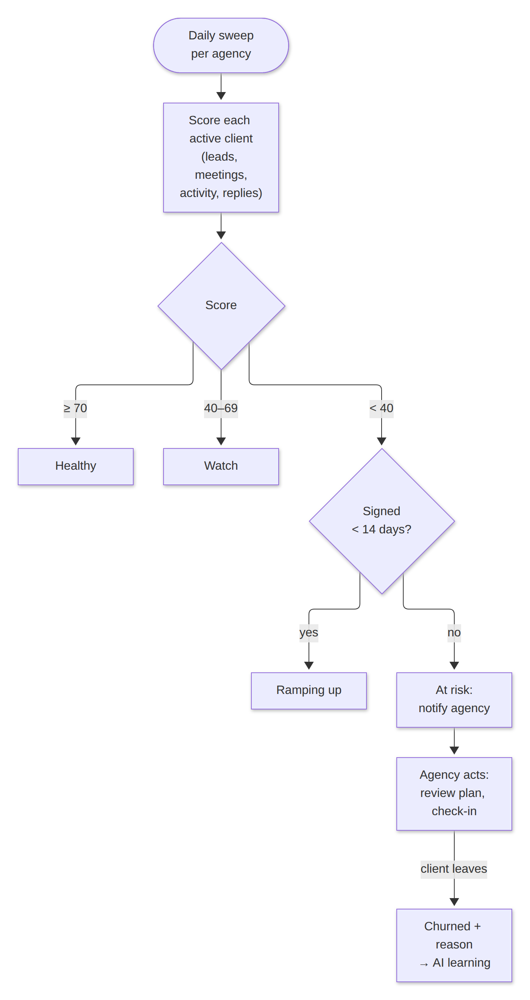 Daily sweep
per agency
Score each
active client
(leads,
meetings,
activity, replies)
Score
≥ 70
40–69
< 40
Healthy
Watch
Signed
< 14 days?
yes
no
Ramping up
At risk:
notify agency
Agency acts:
review plan,
check-in
client leaves
Churned +
reason
→ AI learning